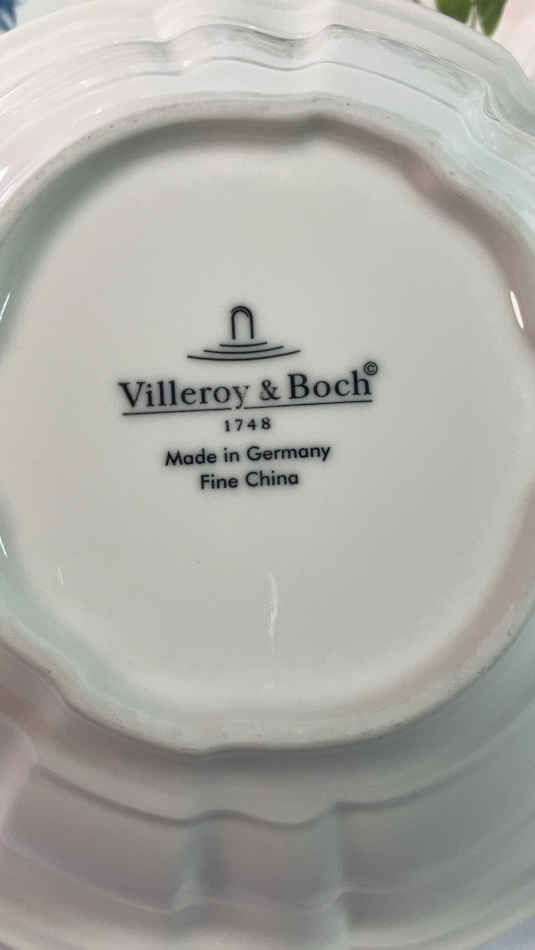 Villeroy & Boch©
1748
Made in Germany
Fine China